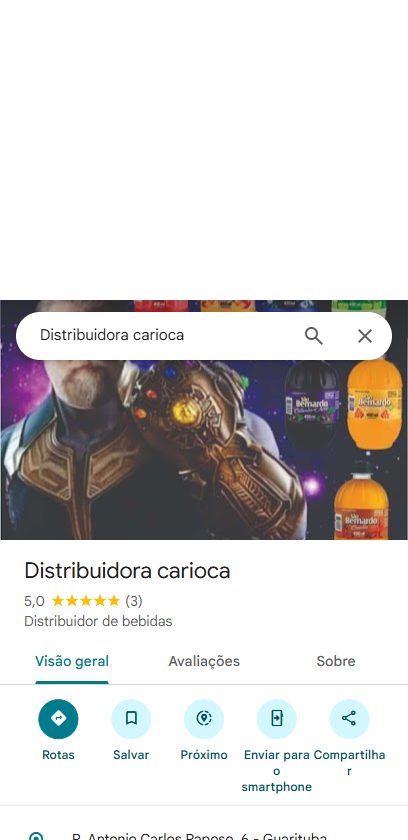 Distribuidora carioca
São
Bernardo
São
Bernardo
São
Bernardo
Distribuidora carioca
5,0 ★★★★★ (3)
Distribuidor de bebidas
Visão geral Avaliações Sobre
Rotas Salvar Próximo Enviar para o smartphone Compartilhar
R. Antonio Carlos Raposo, 6 - Guarituba